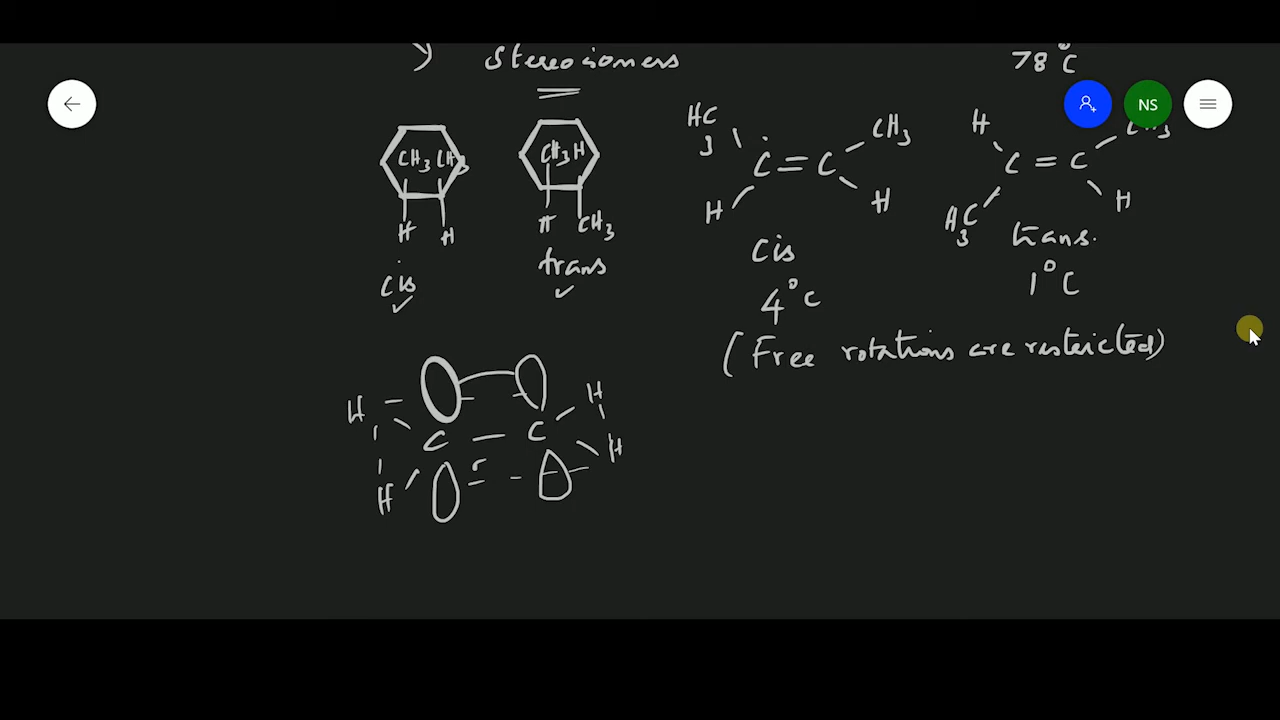 stereoisomers
78°C
NS
CH3 CH3
H H
cis
CH3 H
H CH3
trans
H3C CH3
C = C
H H
cis
4°C
H CH3
C = C
H3C H
trans.
1°C
(Free rotations are restricted)
H H
C — C
H H
σ